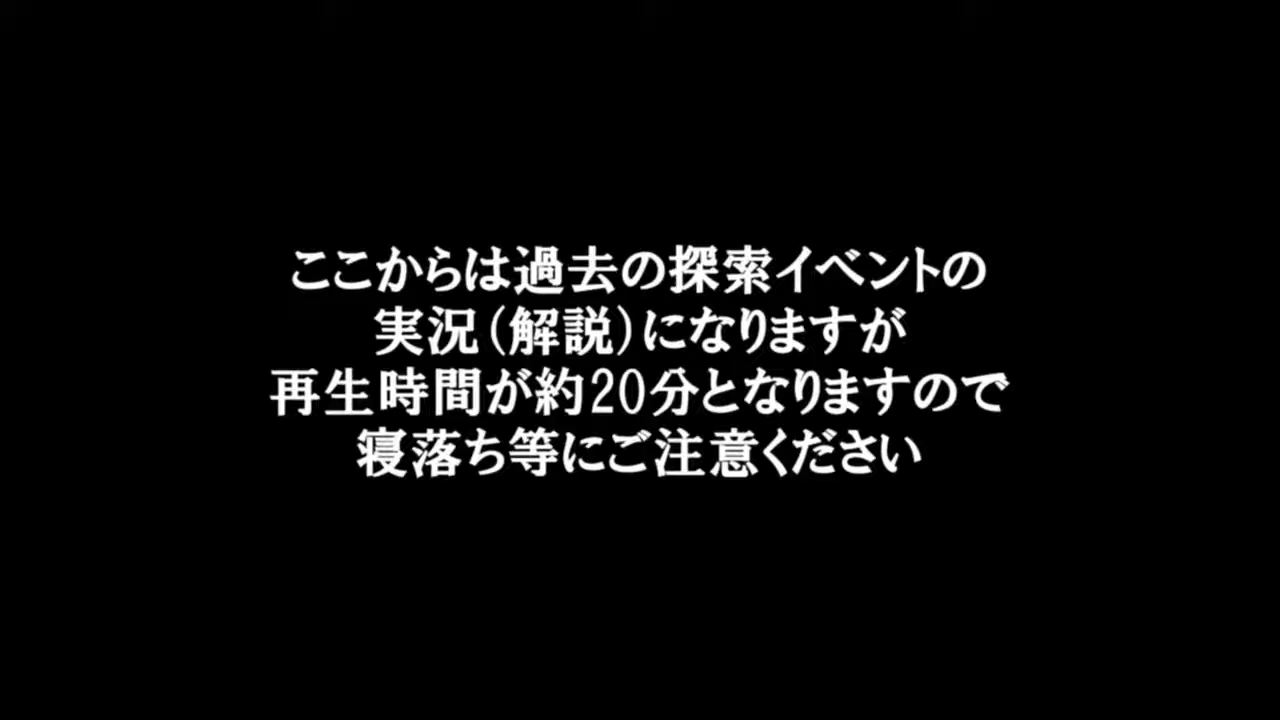 ここからは過去の探索イベントの
実況（解説）になりますが
再生時間が約20分となりますので
寝落ち等にご注意ください